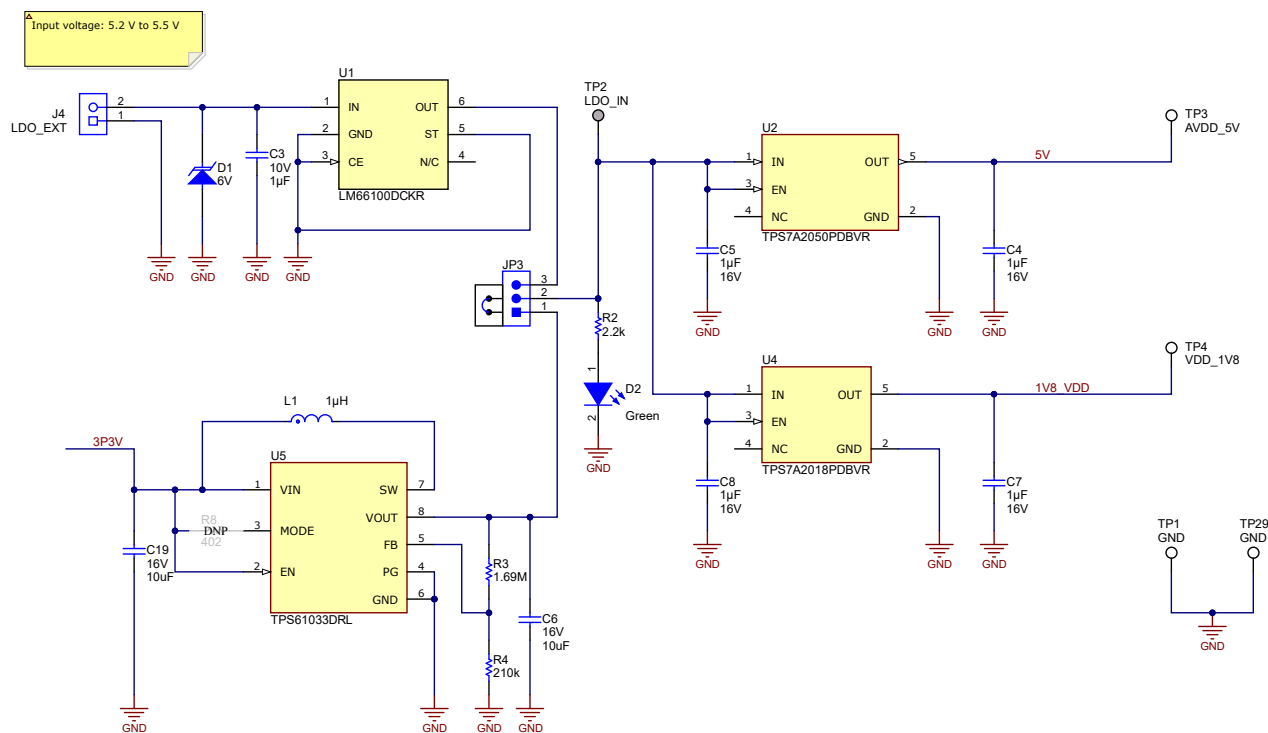 Input voltage: 5.2 V to 5.5 V
J4
LDO_EXT
2
1
D1
6V
C3
10V
1µF
U1
1 IN OUT 6
2 GND ST 5
3 CE N/C 4
LM66100DCKR
GND
GND
GND
GND
JP3
3
2
1
TP2
LDO_IN
R2
2.2k
1
D2
Green
2
GND
U2
1 IN OUT 5
3 EN
4 NC GND 2
TPS7A2050PDBVR
5V
TP3
AVDD_5V
C5
1µF
16V
C4
1µF
16V
GND
GND
GND
U4
1 IN OUT 5
3 EN
4 NC GND 2
TPS7A2018PDBVR
1V8_VDD
TP4
VDD_1V8
C8
1µF
16V
C7
1µF
16V
GND
GND
GND
L1 1µH
3P3V
U5
1 VIN SW 7
VOUT 8
3 MODE
FB 5
2 EN PG 4
GND 6
TPS61033DRL
R8
DNP
402
C19
16V
10uF
R3
1.69M
R4
210k
C6
16V
10uF
GND
GND
GND
GND
TP1
GND
TP29
GND
GND